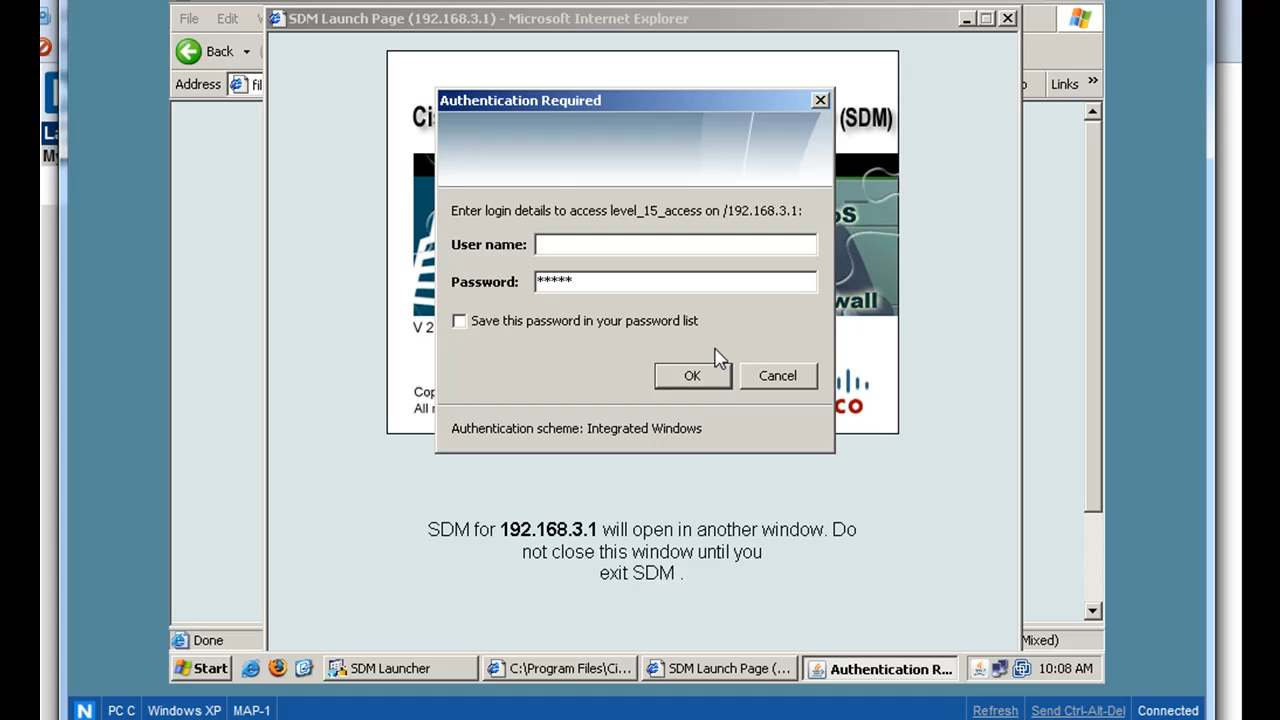 File Edit
SDM Launch Page (192.168.3.1) - Microsoft Internet Explorer
Back
Address fil Links »
Authentication Required
Ci (SDM)
Enter login details to access level_15_access on /192.168.3.1:
User name:
Password: *****
Save this password in your password list
OK Cancel
oS
wall
V 2
Cop
All r
co
Authentication scheme: Integrated Windows
SDM for 192.168.3.1 will open in another window. Do
not close this window until you
exit SDM .
Done Mixed)
Start SDM Launcher C:\Program Files\Ci... SDM Launch Page (... Authentication R... 10:08 AM
N PC C Windows XP MAP-1 Refresh Send Ctrl-Alt-Del Connected